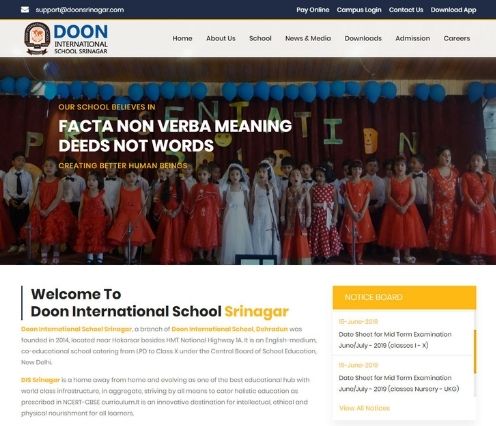 support@doonsrinagar.com
Pay Online Campus Login Contact Us Download App
DOON
INTERNATIONAL
SCHOOL SRINAGAR
Home About Us School News & Media Downloads Admission Careers
PRESENTATION
OUR SCHOOL BELIEVES IN
FACTA NON VERBA MEANING
DEEDS NOT WORDS
CREATING BETTER HUMAN BEINGS
Welcome To
Doon International School Srinagar
Doon International School Srinagar, a branch of Doon International School, Dehradun was
founded in 2014, located near Hokersar besides HMT National Highway 1A. It is an English-medium,
co-educational school catering from LPD to Class X under the Central Board of School Education,
New Delhi.
DIS Srinagar is a home away from home and evolving as one of the best educational hub with
world class infrastructure, in aggregate, striving by all means to cater holistic education as
prescribed in NCERT-CBSE curriculum.It is an innovative destination for intellectual, ethical and
physical nourishment for all learners.
NOTICE BOARD
15-June-2019
Date Sheet for Mid Term Examination
June/July - 2019 (classes I - X)
15-June-2019
Date Sheet for Mid Term Examination
June/July - 2019 (classes Nursery - UKG)
View All Notices